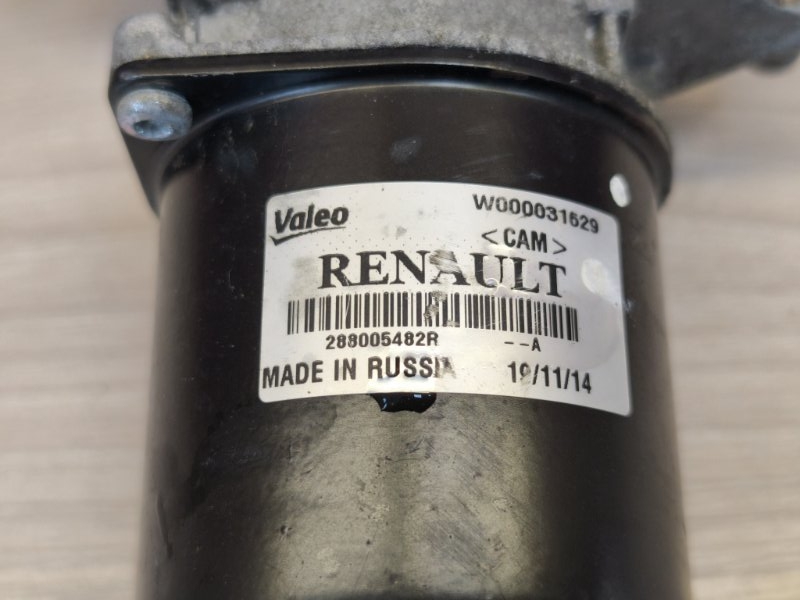 Valeo W000031629
<CAM>
RENAULT
288005482R --A
MADE IN RUSSIA 19/11/14